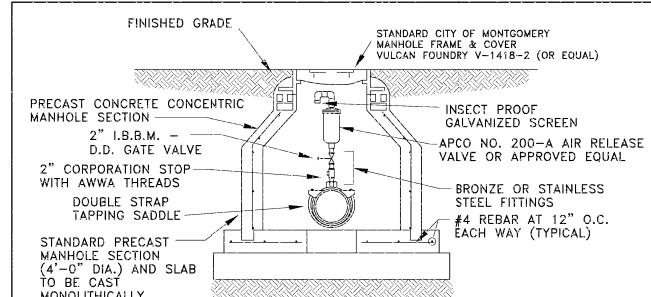 FINISHED GRADE
STANDARD CITY OF MONTGOMERY
MANHOLE FRAME & COVER
VULCAN FOUNDRY V-1418-2 (OR EQUAL)
PRECAST CONCRETE CONCENTRIC
MANHOLE SECTION
2" I.B.B.M. -
D.D. GATE VALVE
2" CORPORATION STOP
WITH AWWA THREADS
DOUBLE STRAP
TAPPING SADDLE
STANDARD PRECAST
MANHOLE SECTION
(4'-0" DIA.) AND SLAB
TO BE CAST
MONOLITHICALLY
INSECT PROOF
GALVANIZED SCREEN
APCO NO. 200-A AIR RELEASE
VALVE OR APPROVED EQUAL
BRONZE OR STAINLESS
STEEL FITTINGS
#4 REBAR AT 12" O.C.
EACH WAY (TYPICAL)